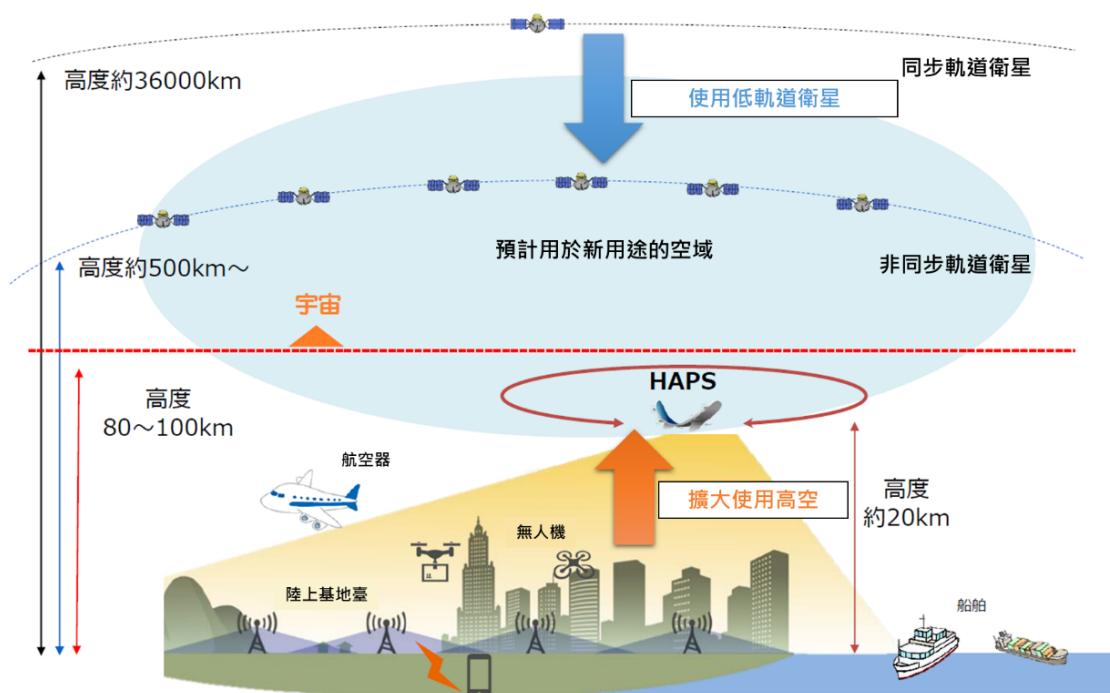 高度約36000km
同步軌道衛星
使用低軌道衛星
預計用於新用途的空域
高度約500km～
非同步軌道衛星
宇宙
HAPS
高度
80～100km
航空器
擴大使用高空
高度
約20km
無人機
陸上基地臺
船舶